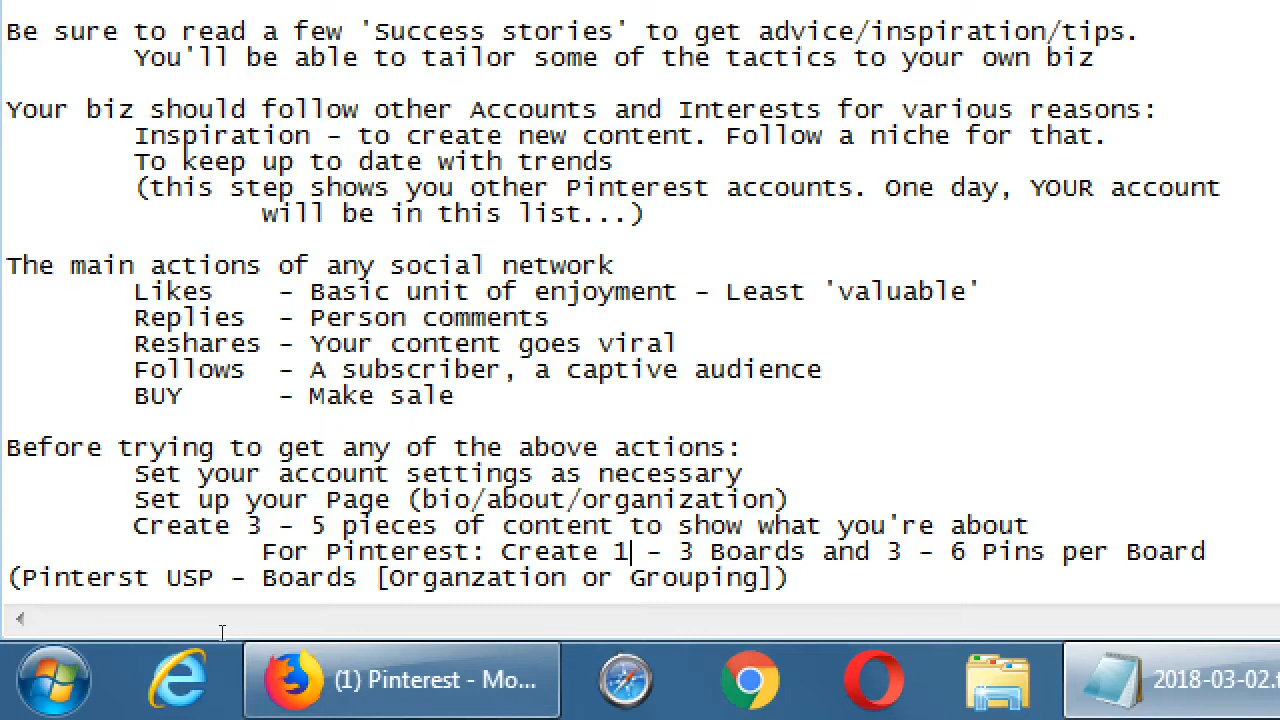 Be sure to read a few 'Success stories' to get advice/inspiration/tips.
You'll be able to tailor some of the tactics to your own biz
Your biz should follow other Accounts and Interests for various reasons:
Inspiration - to create new content. Follow a niche for that.
To keep up to date with trends
(this step shows you other Pinterest accounts. One day, YOUR account
will be in this list...)
The main actions of any social network
Likes - Basic unit of enjoyment - Least 'valuable'
Replies - Person comments
Reshares - Your content goes viral
Follows - A subscriber, a captive audience
BUY - Make sale
Before trying to get any of the above actions:
Set your account settings as necessary
Set up your Page (bio/about/organization)
Create 3 - 5 pieces of content to show what you're about
For Pinterest: Create 1 - 3 Boards and 3 - 6 Pins per Board
(Pinterst USP - Boards [Organzation or Grouping])
(1) Pinterest - Mo...
2018-03-02.